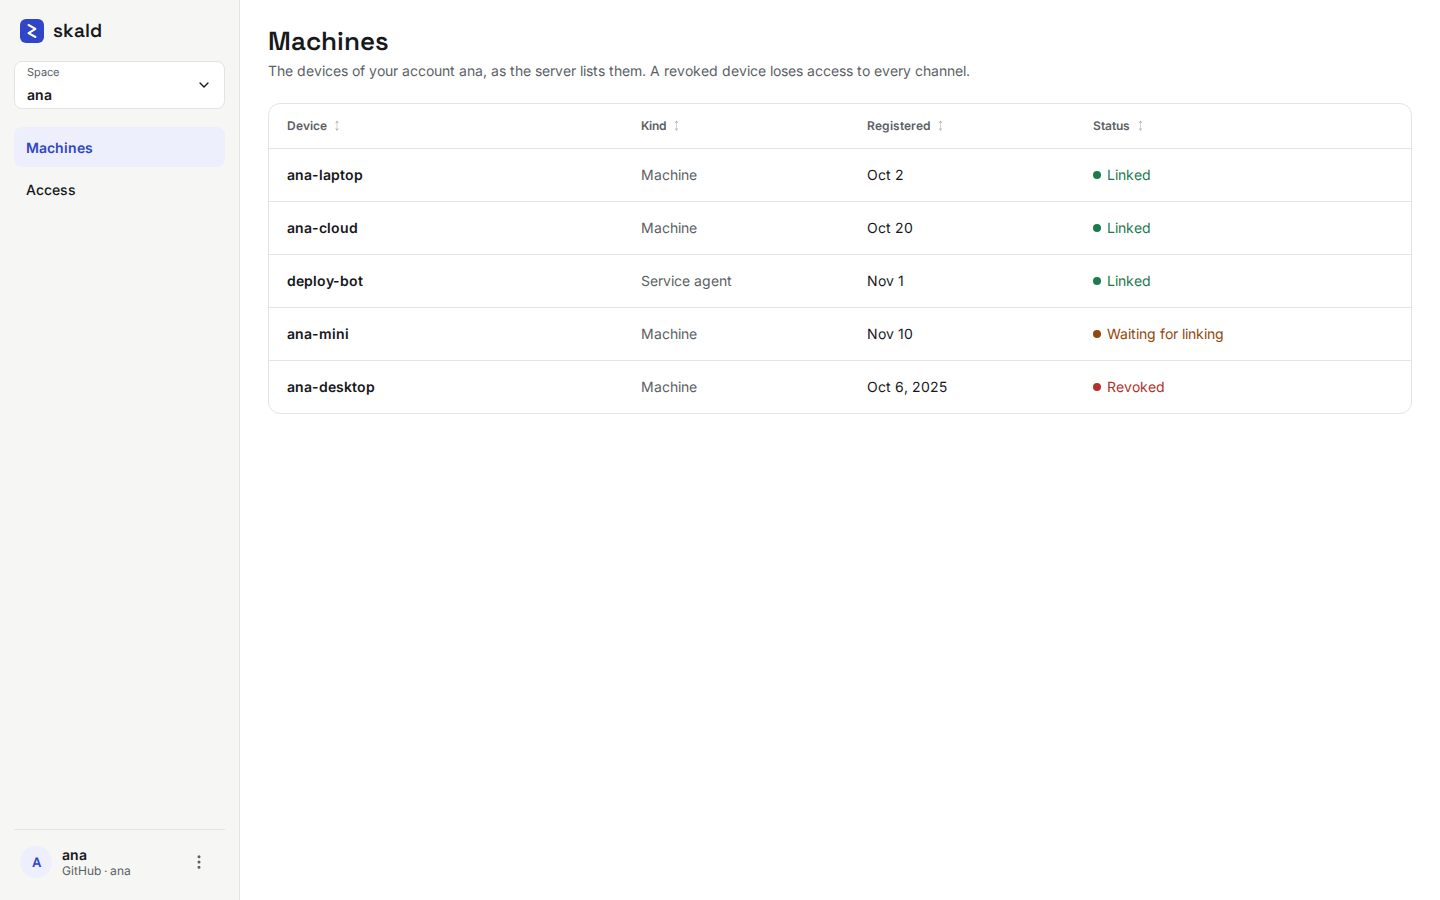 skald
Space
ana
Machines
Access
Machines
The devices of your account ana, as the server lists them. A revoked device loses access to every channel.
Device Kind Registered Status
ana-laptop Machine Oct 2 Linked
ana-cloud Machine Oct 20 Linked
deploy-bot Service agent Nov 1 Linked
ana-mini Machine Nov 10 Waiting for linking
ana-desktop Machine Oct 6, 2025 Revoked
A
ana
GitHub · ana